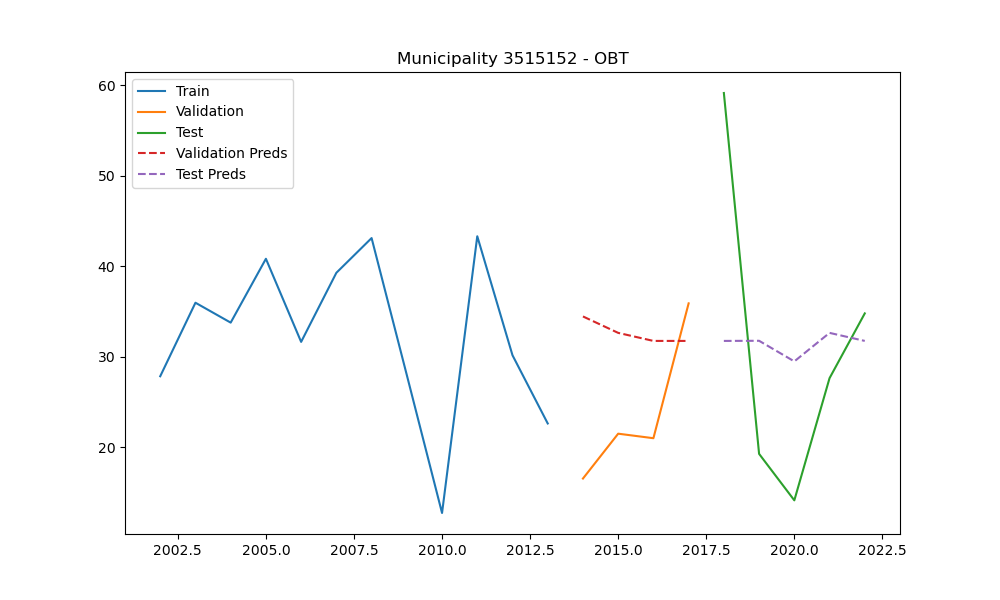 Municipality 3515152 - OBT
Train
Validation
Test
Validation Preds
Test Preds
60
50
40
30
20
2002.5 2005.0 2007.5 2010.0 2012.5 2015.0 2017.5 2020.0 2022.5